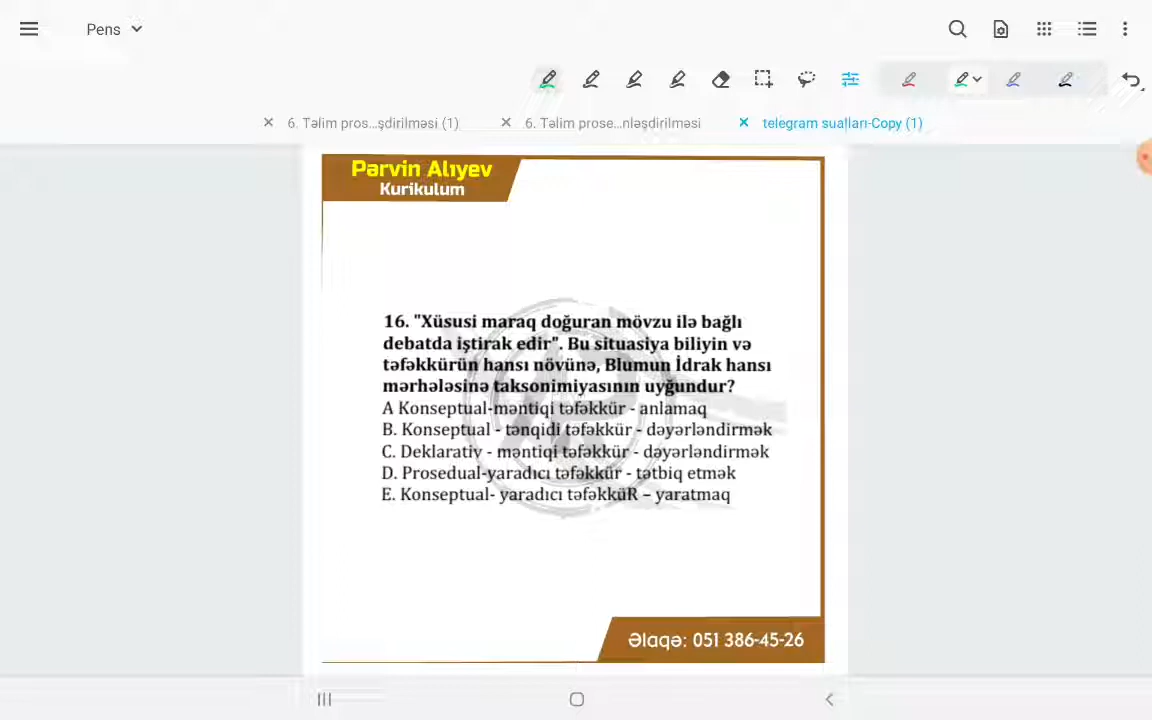 Pens
6. Təlim pros...şdirilməsi (1)
6. Təlim prose...nləşdirilməsi
telegram sualları-Copy (1)
Pərvin Alıyev
Kurikulum
16. "Xüsusi maraq doğuran mövzu ilə bağlı
debatda iştirak edir". Bu situasiya biliyin və
təfəkkürün hansı növünə, Blumun İdrak hansı
mərhələsinə taksonimiyasının uyğundur?
A Konseptual-məntiqi təfəkkür - anlamaq
B. Konseptual - tənqidi təfəkkür - dəyərləndirmək
C. Deklarativ - məntiqi təfəkkür - dəyərləndirmək
D. Prosedual-yaradıcı təfəkkür - tətbiq etmək
E. Konseptual- yaradıcı təfəkküR – yaratmaq
Əlaqə: 051 386-45-26